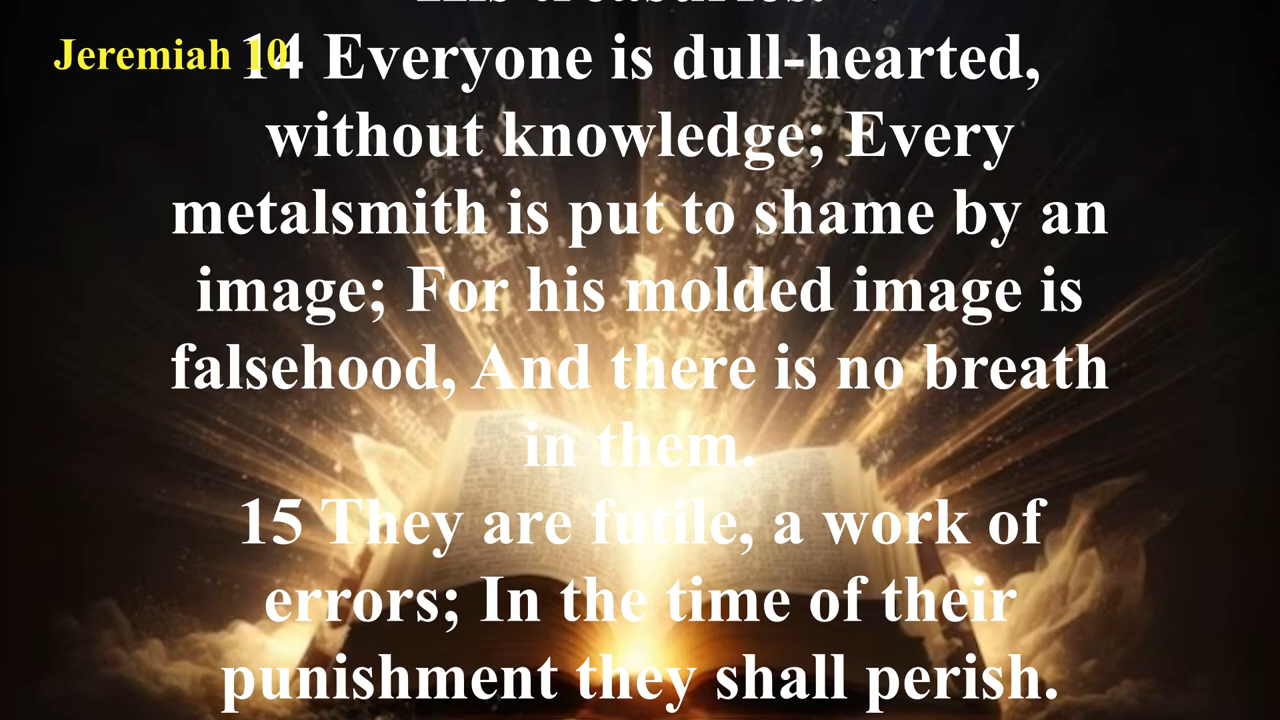 His treasuries.
Jeremiah 10
14 Everyone is dull-hearted,
without knowledge; Every
metalsmith is put to shame by an
image; For his molded image is
falsehood, And there is no breath
in them.
15 They are futile, a work of
errors; In the time of their
punishment they shall perish.